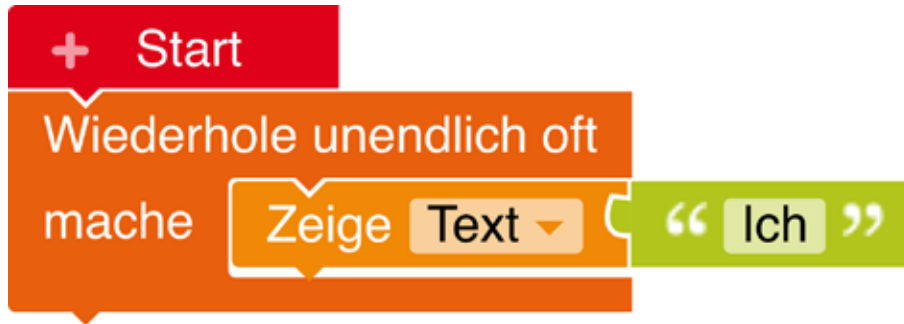 + Start
Wiederhole unendlich oft
mache Zeige Text “ Ich ”